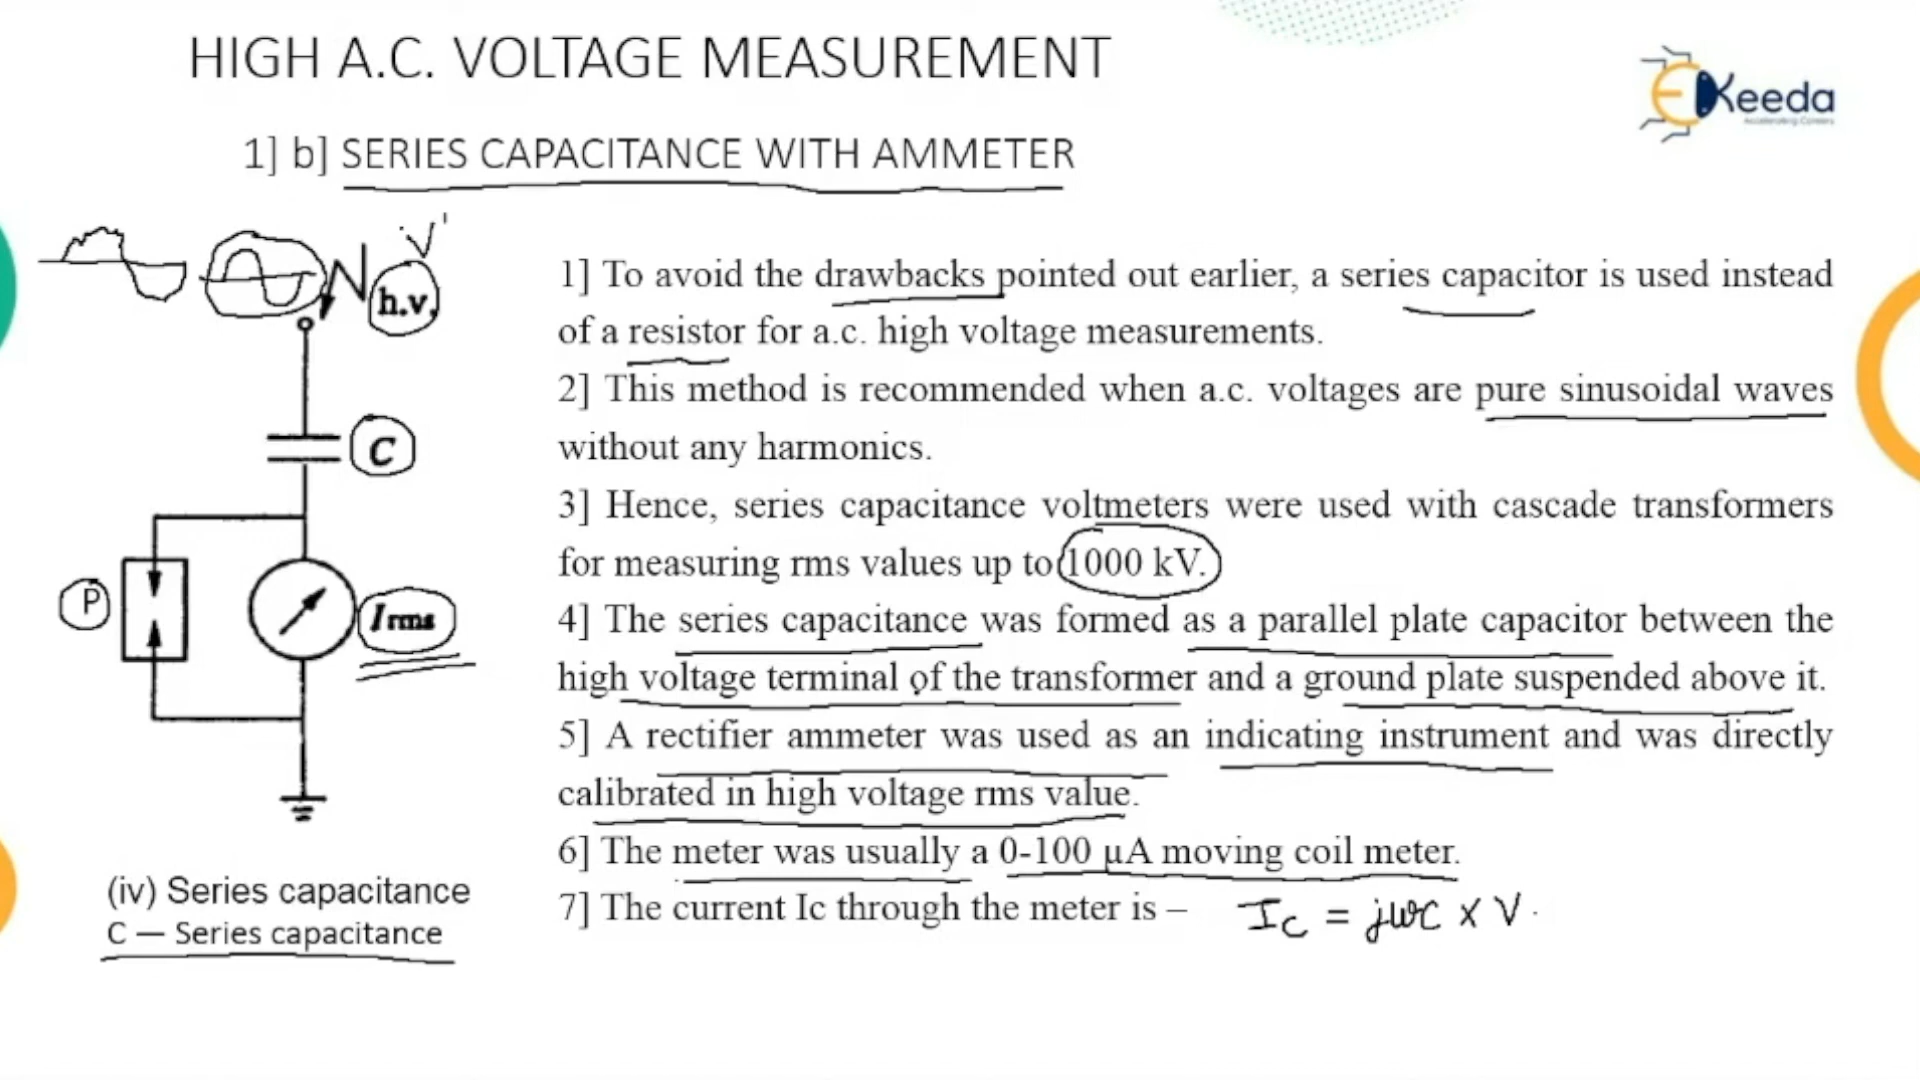 HIGH A.C. VOLTAGE MEASUREMENT
Keeda
Accelerating Careers
1] b] SERIES CAPACITANCE WITH AMMETER
V'
h.v.
C
P
Irms
(iv) Series capacitance
C — Series capacitance
1] To avoid the drawbacks pointed out earlier, a series capacitor is used instead
of a resistor for a.c. high voltage measurements.
2] This method is recommended when a.c. voltages are pure sinusoidal waves
without any harmonics.
3] Hence, series capacitance voltmeters were used with cascade transformers
for measuring rms values up to 1000 kV.
4] The series capacitance was formed as a parallel plate capacitor between the
high voltage terminal of the transformer and a ground plate suspended above it.
5] A rectifier ammeter was used as an indicating instrument and was directly
calibrated in high voltage rms value.
6] The meter was usually a 0-100 µA moving coil meter.
7] The current Ic through the meter is – Ic = jωC x V.